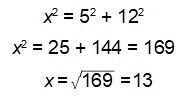 x² = 5² + 12²
x² = 25 + 144 = 169
x = √169 = 13